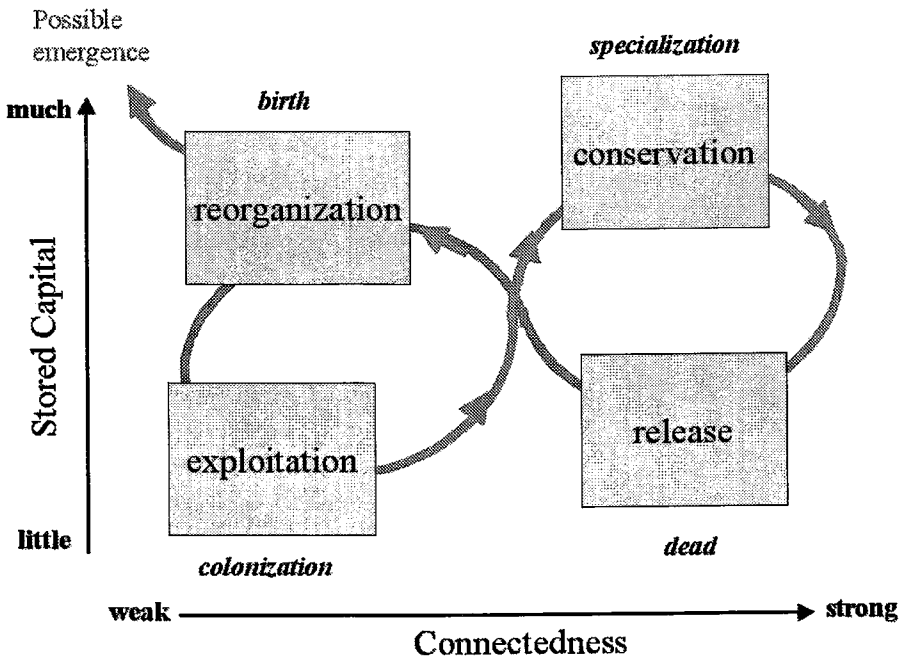 Possible
emergence
specialization
much
birth
conservation
reorganization
Stored Capital
release
exploitation
little
dead
colonization
weak
strong
Connectedness